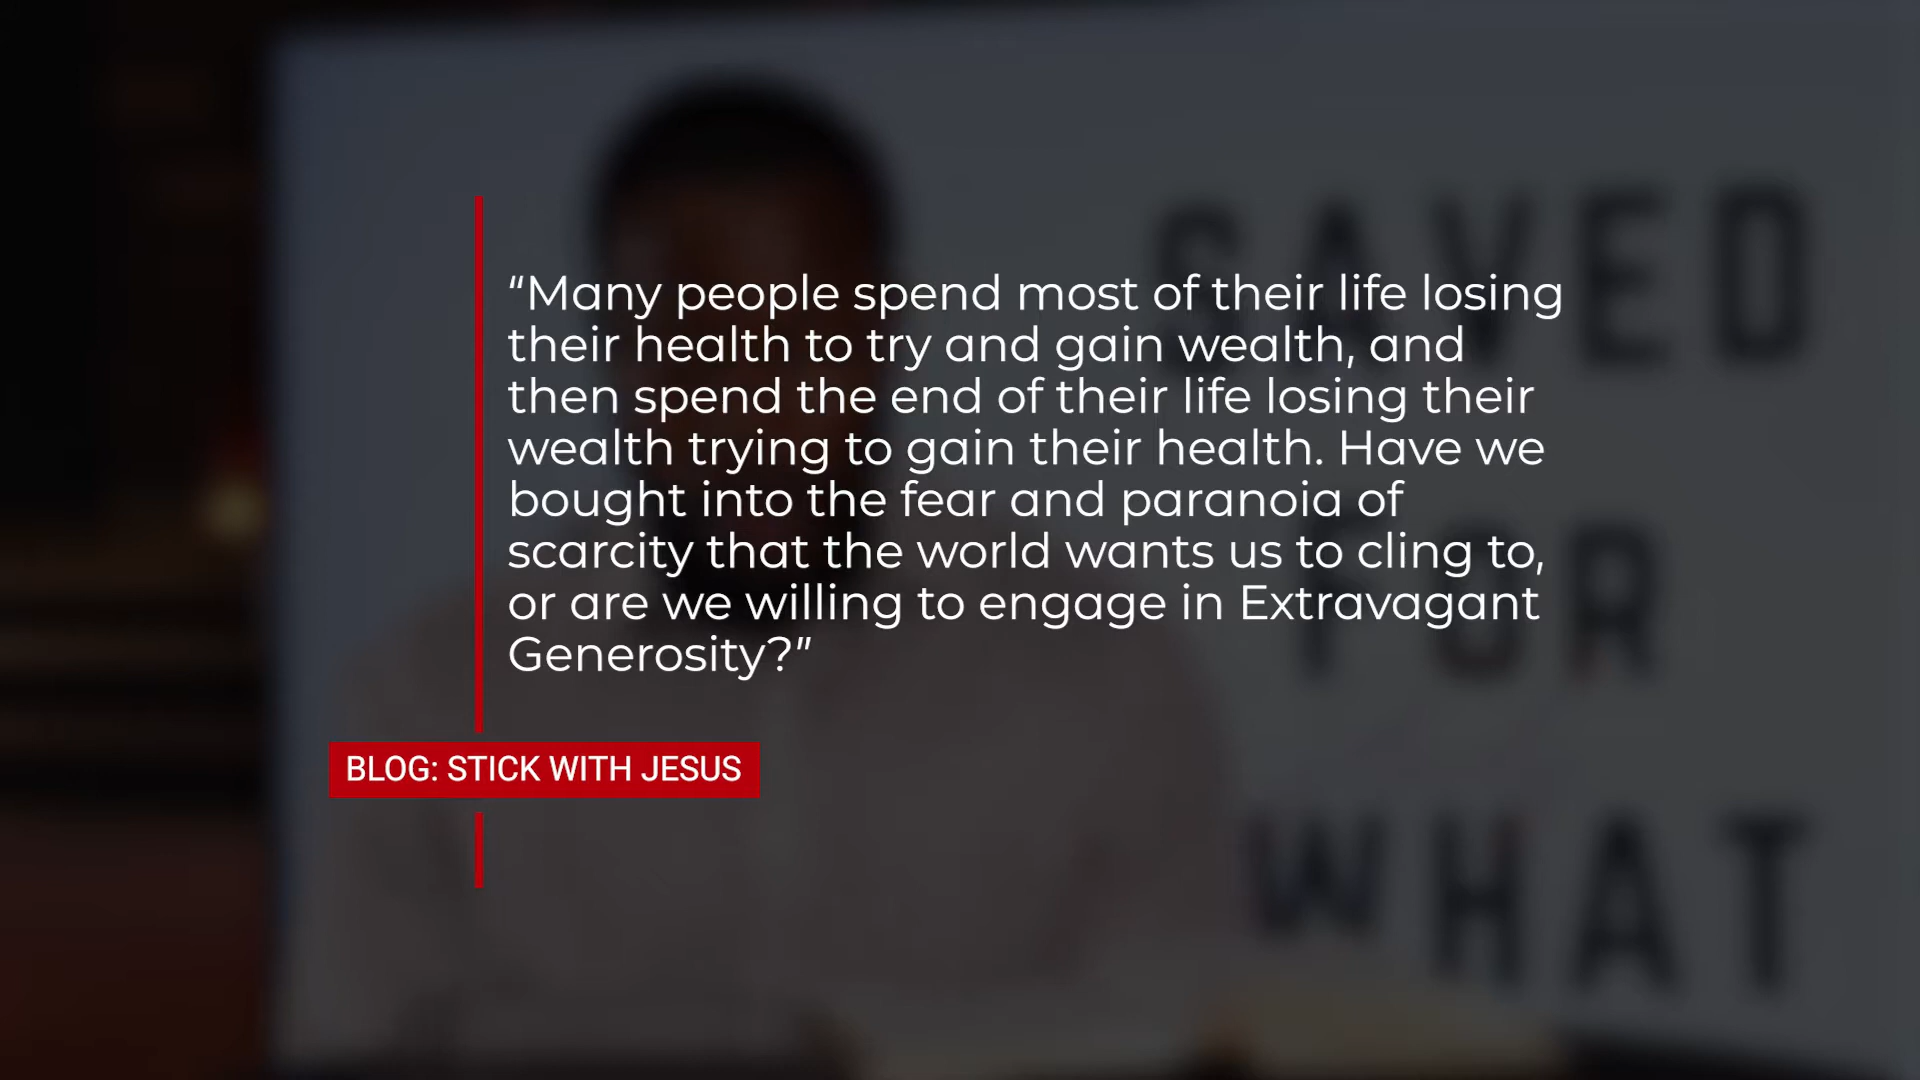 “Many people spend most of their life losing
their health to try and gain wealth, and
then spend the end of their life losing their
wealth trying to gain their health. Have we
bought into the fear and paranoia of
scarcity that the world wants us to cling to,
or are we willing to engage in Extravagant
Generosity?”
BLOG: STICK WITH JESUS
SAVED
FOR
WHAT